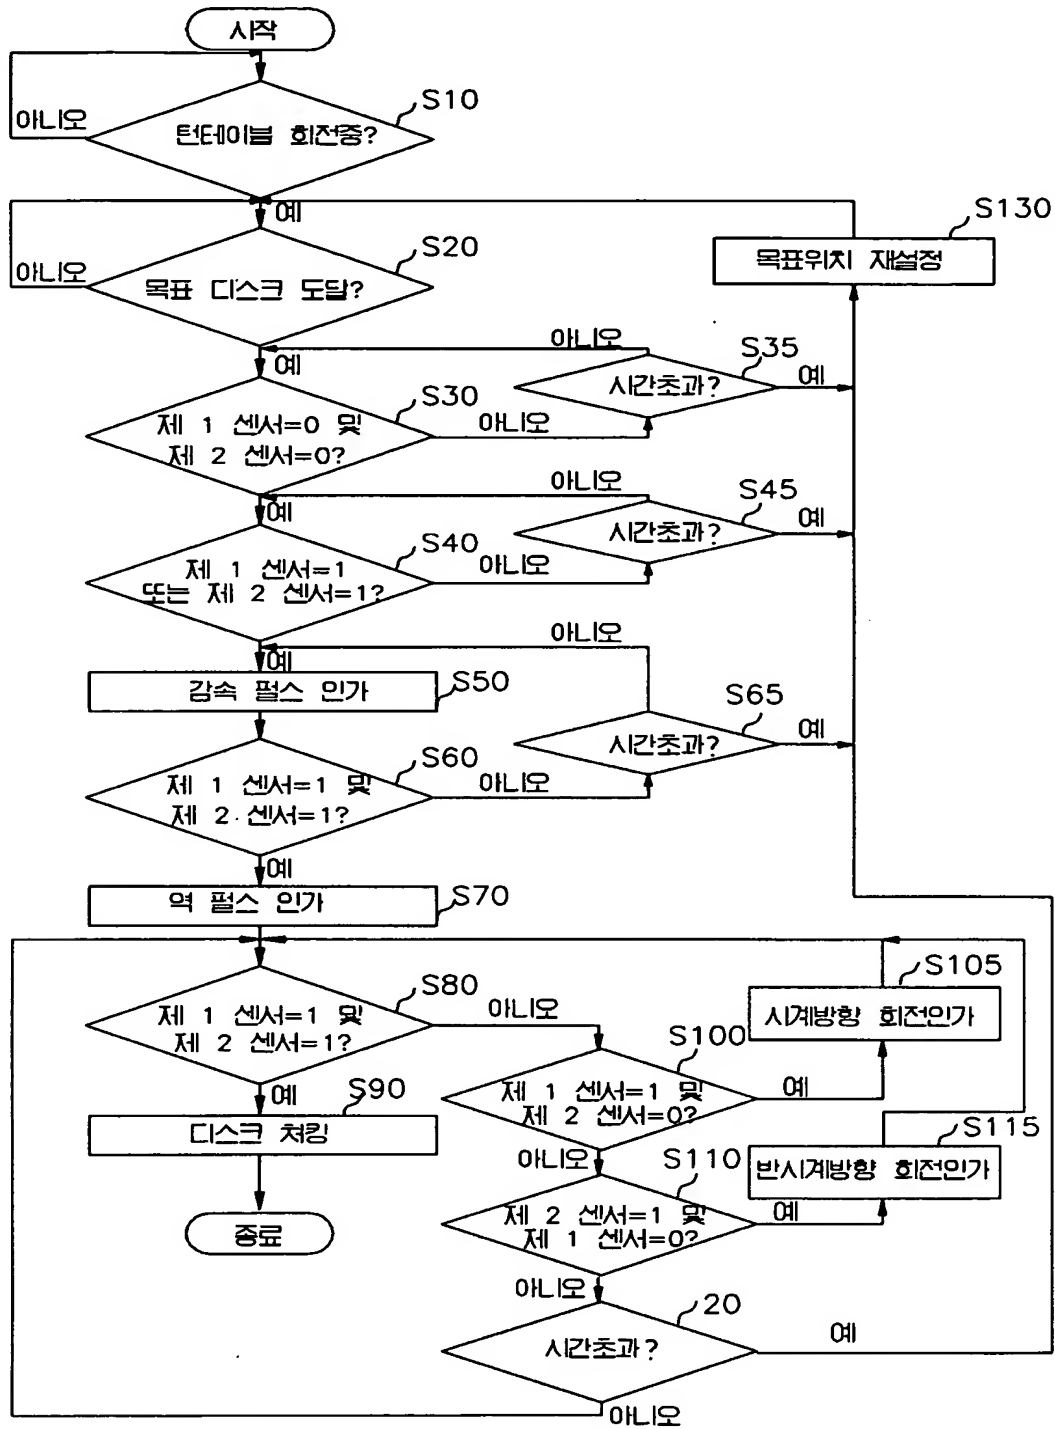 시작
아니오
S10
턴테이블 회전중?
예
S130
목표위치 재설정
아니오
S20
목표 디스크 도달?
예
아니오
S35
시간초과?
예
S30
제 1 센서=0 및
제 2 센서=0?
아니오
예
아니오
S45
시간초과?
예
S40
제 1 센서=1
또는 제 2 센서=1?
아니오
예
아니오
감속 펄스 인가
S50
S65
시간초과?
예
S60
제 1 센서=1 및
제 2 센서=1?
아니오
예
역 펄스 인가
S70
S80
제 1 센서=1 및
제 2 센서=1?
아니오
S105
시계방향 회전인가
S100
제 1 센서=1 및
제 2 센서=0?
예
예
S90
디스크 처킹
아니오
S115
반시계방향 회전인가
S110
제 2 센서=1 및
제 1 센서=0?
예
종료
아니오
20
시간초과?
예
아니오